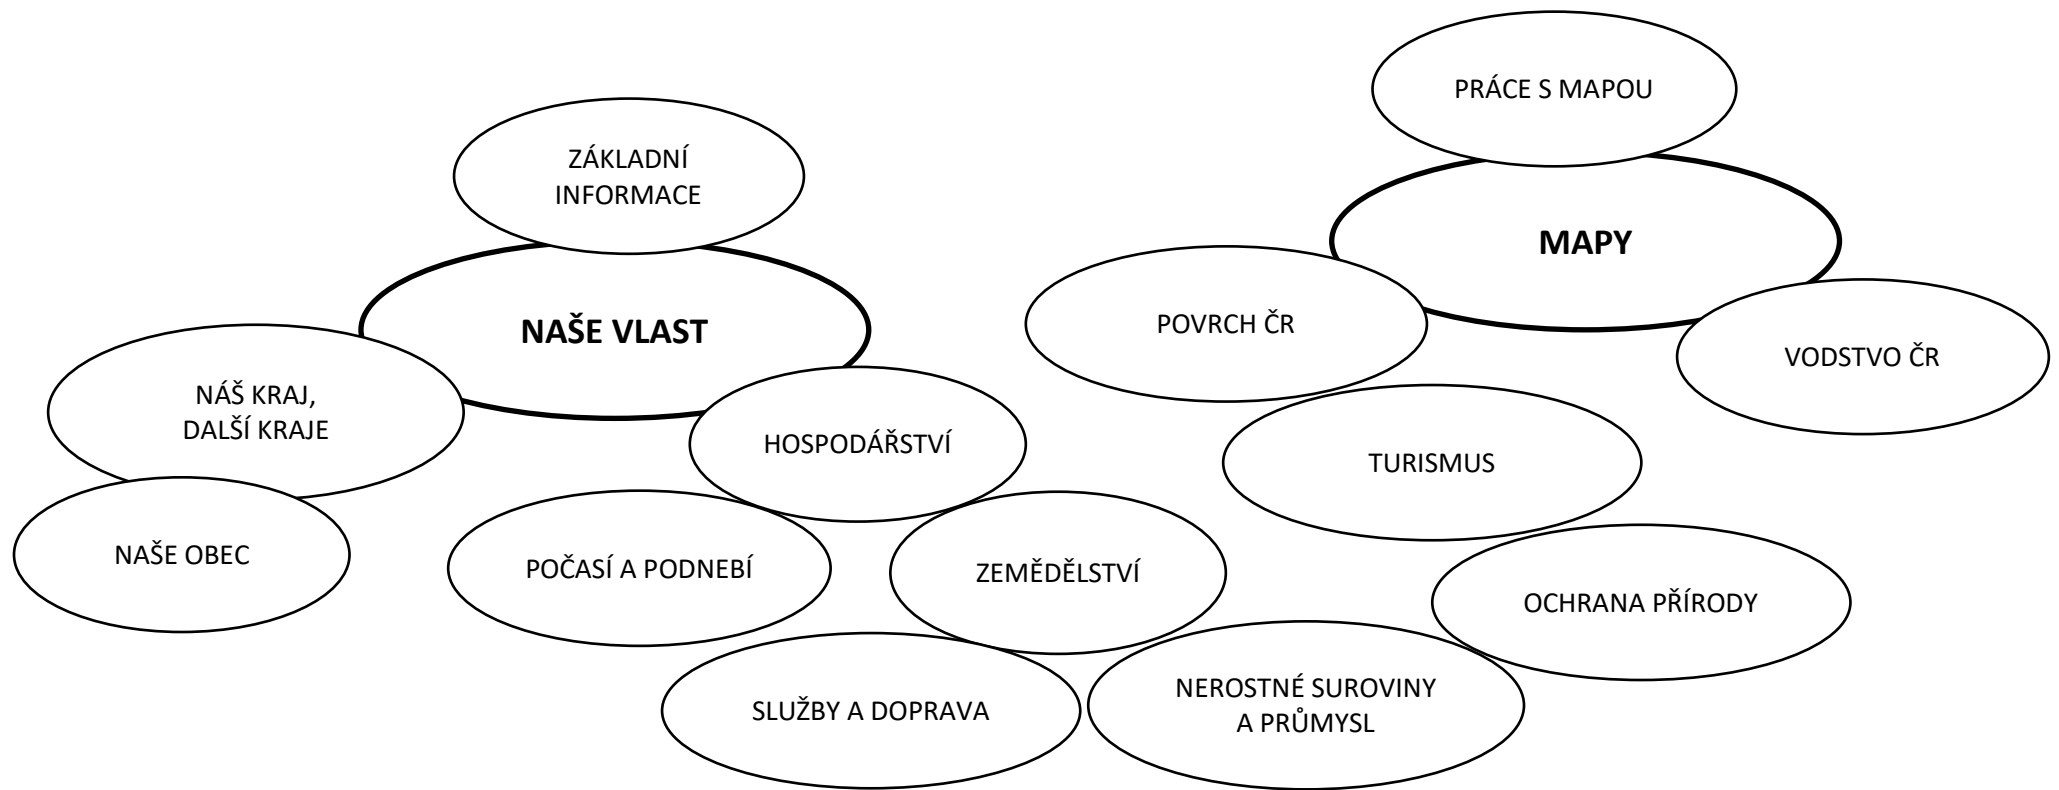 PRÁCE S MAPOU
ZÁKLADNÍ
INFORMACE
MAPY
NAŠE VLAST
POVRCH ČR
VODSTVO ČR
NÁŠ KRAJ,
DALŠÍ KRAJE
HOSPODÁŘSTVÍ
TURISMUS
NAŠE OBEC
POČASÍ A PODNEBÍ
ZEMĚDĚLSTVÍ
OCHRANA PŘÍRODY
SLUŽBY A DOPRAVA
NEROSTNÉ SUROVINY
A PRŮMYSL